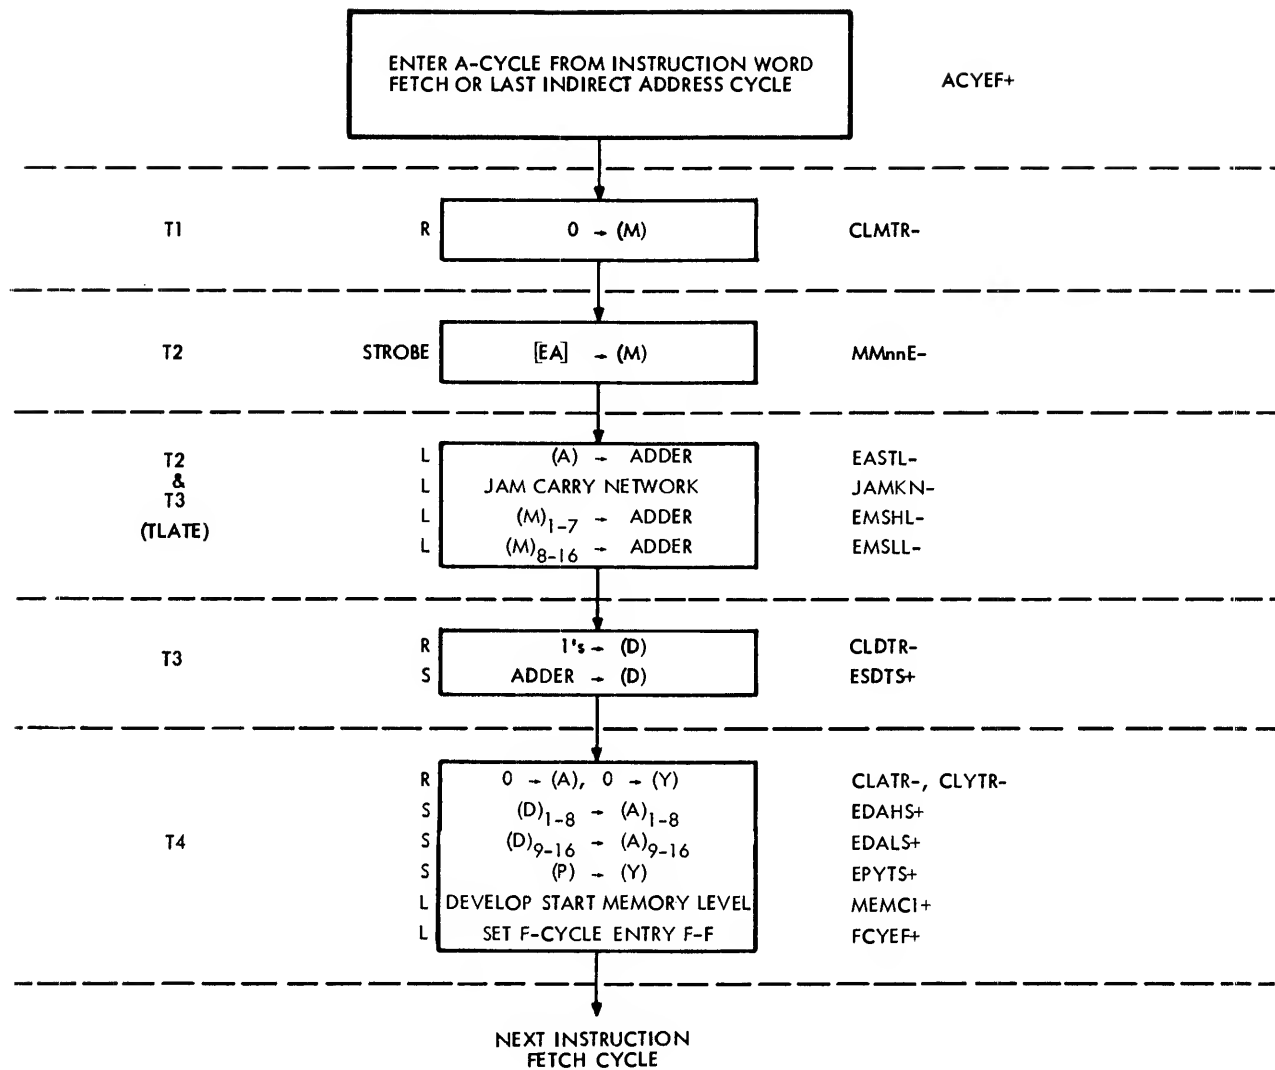 ENTER A-CYCLE FROM INSTRUCTION WORD
FETCH OR LAST INDIRECT ADDRESS CYCLE
ACYEF+
T1 R 0 → (M) CLMTR-
T2 STROBE [EA] → (M) MMnnE-
T2
&
T3
(TLATE)
L (A) → ADDER EASTL-
L JAM CARRY NETWORK JAMKN-
L (M)1-7 → ADDER EMSHL-
L (M)8-16 → ADDER EMSLL-
T3
R 1's → (D) CLDTR-
S ADDER → (D) ESDTS+
T4
R 0 → (A), 0 → (Y) CLATR-, CLYTR-
S (D)1-8 → (A)1-8 EDAHS+
S (D)9-16 → (A)9-16 EDALS+
S (P) → (Y) EPYTS+
L DEVELOP START MEMORY LEVEL MEMCI+
L SET F-CYCLE ENTRY F-F FCYEF+
NEXT INSTRUCTION
FETCH CYCLE